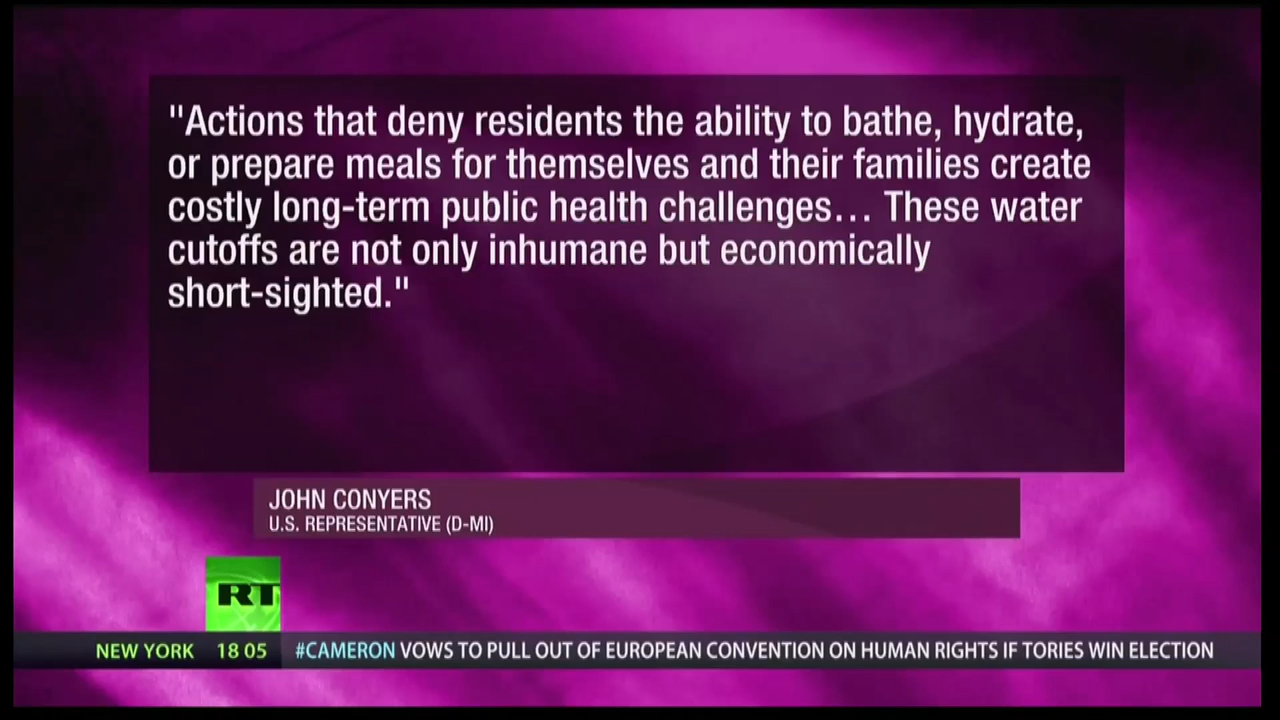 "Actions that deny residents the ability to bathe, hydrate,
or prepare meals for themselves and their families create
costly long-term public health challenges... These water
cutoffs are not only inhumane but economically
short-sighted."
JOHN CONYERS
U.S. REPRESENTATIVE (D-MI)
RT
NEW YORK 18 05 #CAMERON VOWS TO PULL OUT OF EUROPEAN CONVENTION ON HUMAN RIGHTS IF TORIES WIN ELECTION